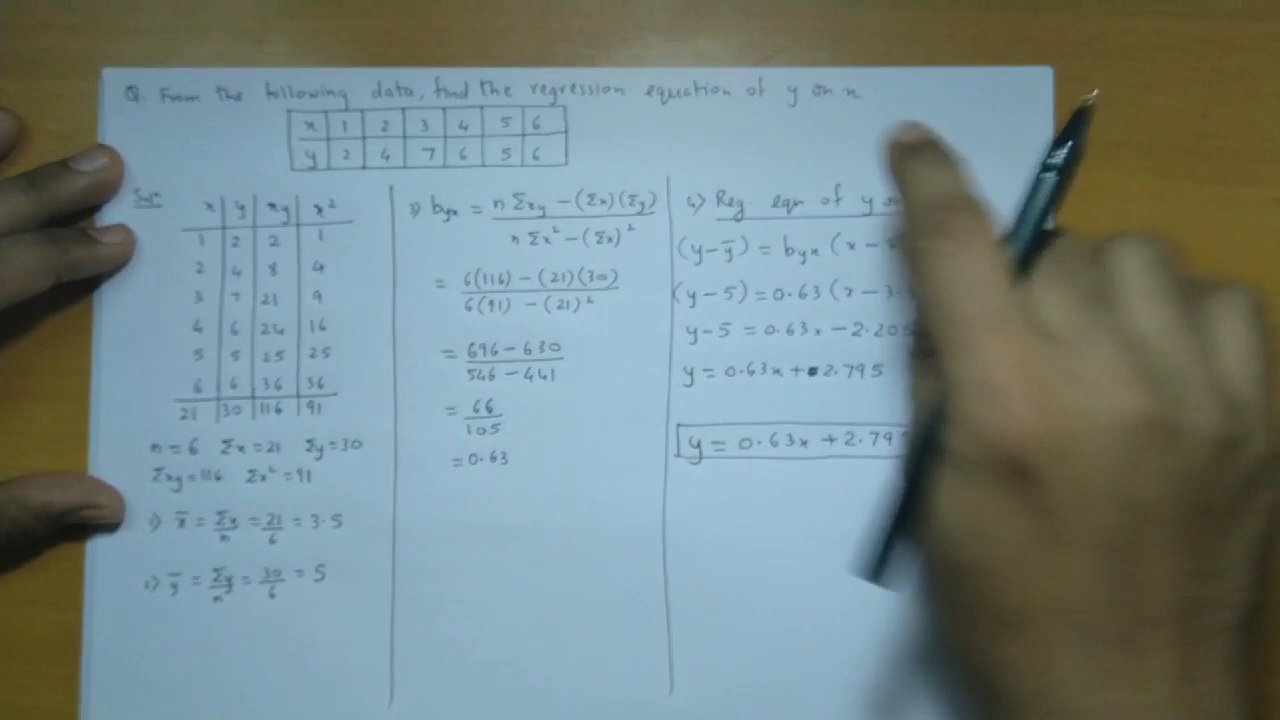 Q. From the following data, find the regression equation of y on x
x 1 2 3 4 5 6
y 2 4 7 6 5 6
Soln
x y xy x²
1 2 2 1
2 4 8 4
3 7 21 9
4 6 24 16
5 5 25 25
6 6 36 36
21 30 116 91
n = 6 Σx = 21 Σy = 30
Σxy = 116 Σx² = 91
1) x̄ = Σx/n = 21/6 = 3.5
ȳ = Σy/n = 30/6 = 5
3) byx = n Σxy − (Σx)(Σy) / n Σx² − (Σx)²
= 6(116) − (21)(30) / 6(91) − (21)²
= 696 − 630 / 546 − 441
= 66 / 105
= 0.63
4) Reg eqn of y
(y − ȳ) = byx (x −
(y − 5) = 0.63 (x − 3.
y − 5 = 0.63x − 2.205
y = 0.63x + 2.795
y = 0.63x + 2.79